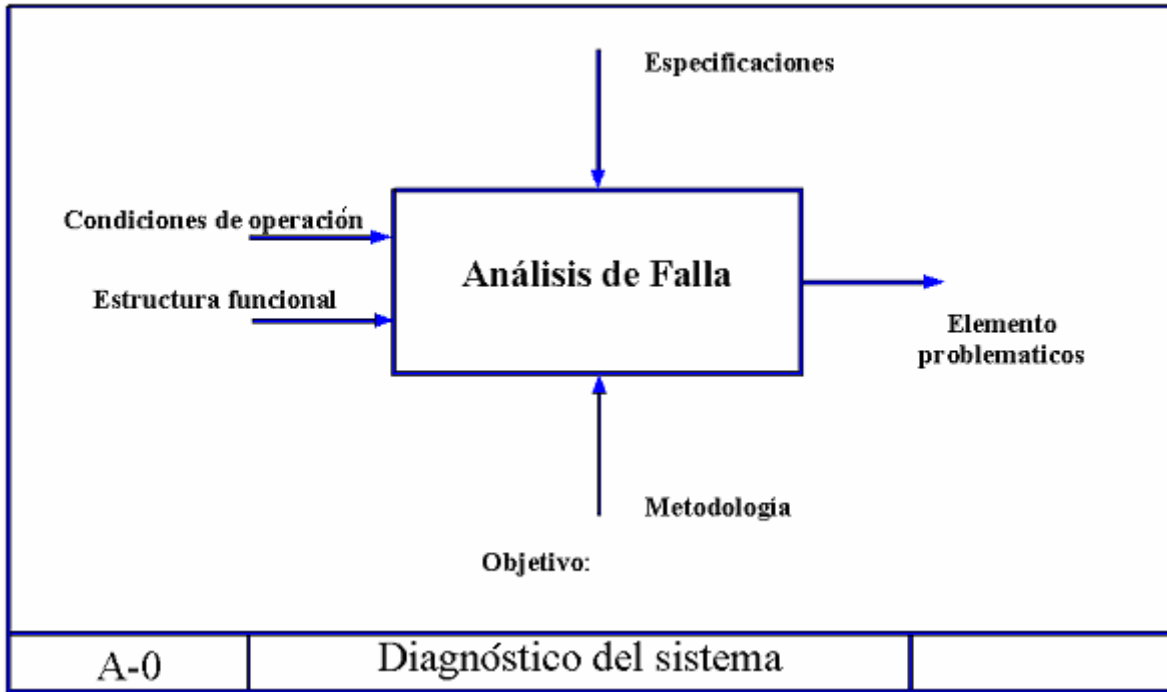 Especificaciones
Condiciones de operación
Análisis de Falla
Estructura funcional
Elemento
problematicos
Metodología
Objetivo:
A-0
Diagnóstico del sistema